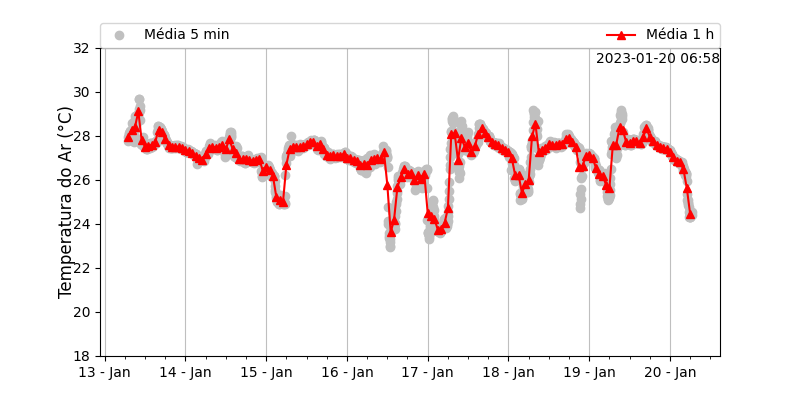 Média 5 min
Média 1 h
2023-01-20 06:58
Temperatura do Ar (°C)
32
30
28
26
24
22
20
18
13 - Jan
14 - Jan
15 - Jan
16 - Jan
17 - Jan
18 - Jan
19 - Jan
20 - Jan